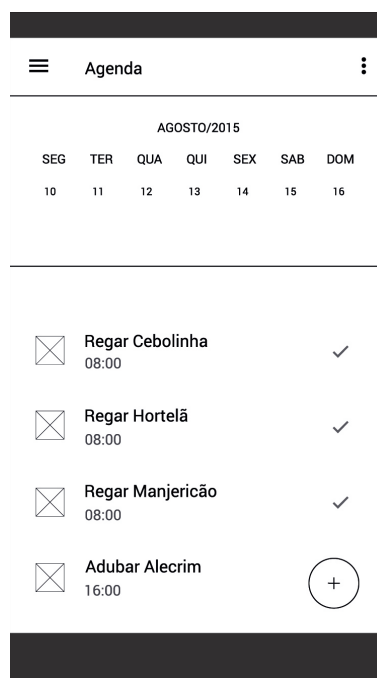 Agenda
AGOSTO/2015
SEG TER QUA QUI SEX SAB DOM
10 11 12 13 14 15 16
Regar Cebolinha
08:00
Regar Hortelã
08:00
Regar Manjericão
08:00
Adubar Alecrim
16:00
+